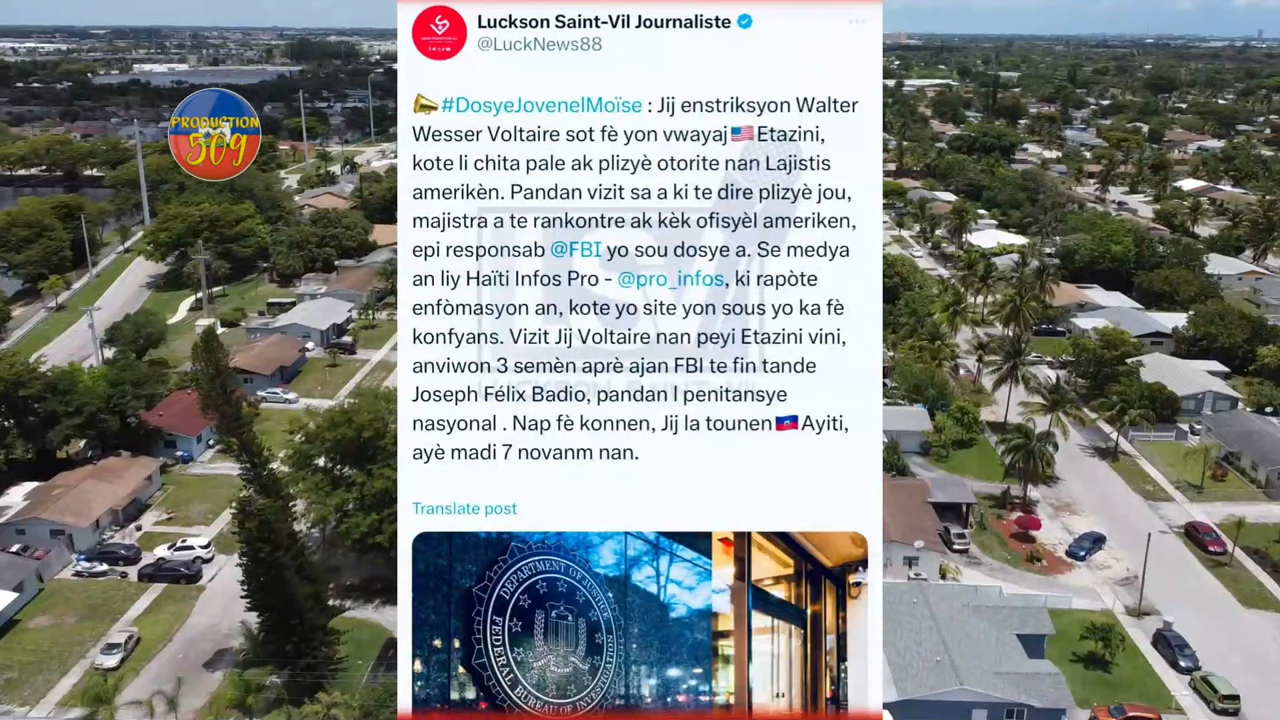 Luckson Saint-Vil Journaliste
@LuckNews88
PRODUCTION
509
#DosyeJovenelMoïse : Jij enstriksyon Walter
Wesser Voltaire sot fè yon vwayaj Etazini,
kote li chita pale ak plizyè otorite nan Lajistis
amerikèn. Pandan vizit sa a ki te dire plizyè jou,
majistra a te rankontre ak kèk ofisyèl ameriken,
epi responsab @FBI yo sou dosye a. Se medya
an liy Haïti Infos Pro - @pro_infos, ki rapòte
enfòmasyon an, kote yo site yon sous yo ka fè
konfyans. Vizit Jij Voltaire nan peyi Etazini vini,
anviwon 3 semèn aprè ajan FBI te fin tande
Joseph Félix Badio, pandan l penitansye
nasyonal . Nap fè konnen, Jij la tounen Ayiti,
ayè madi 7 novanm nan.
Translate post
DEPARTMENT OF JUSTICE
FEDERAL BUREAU OF INVESTIGATION